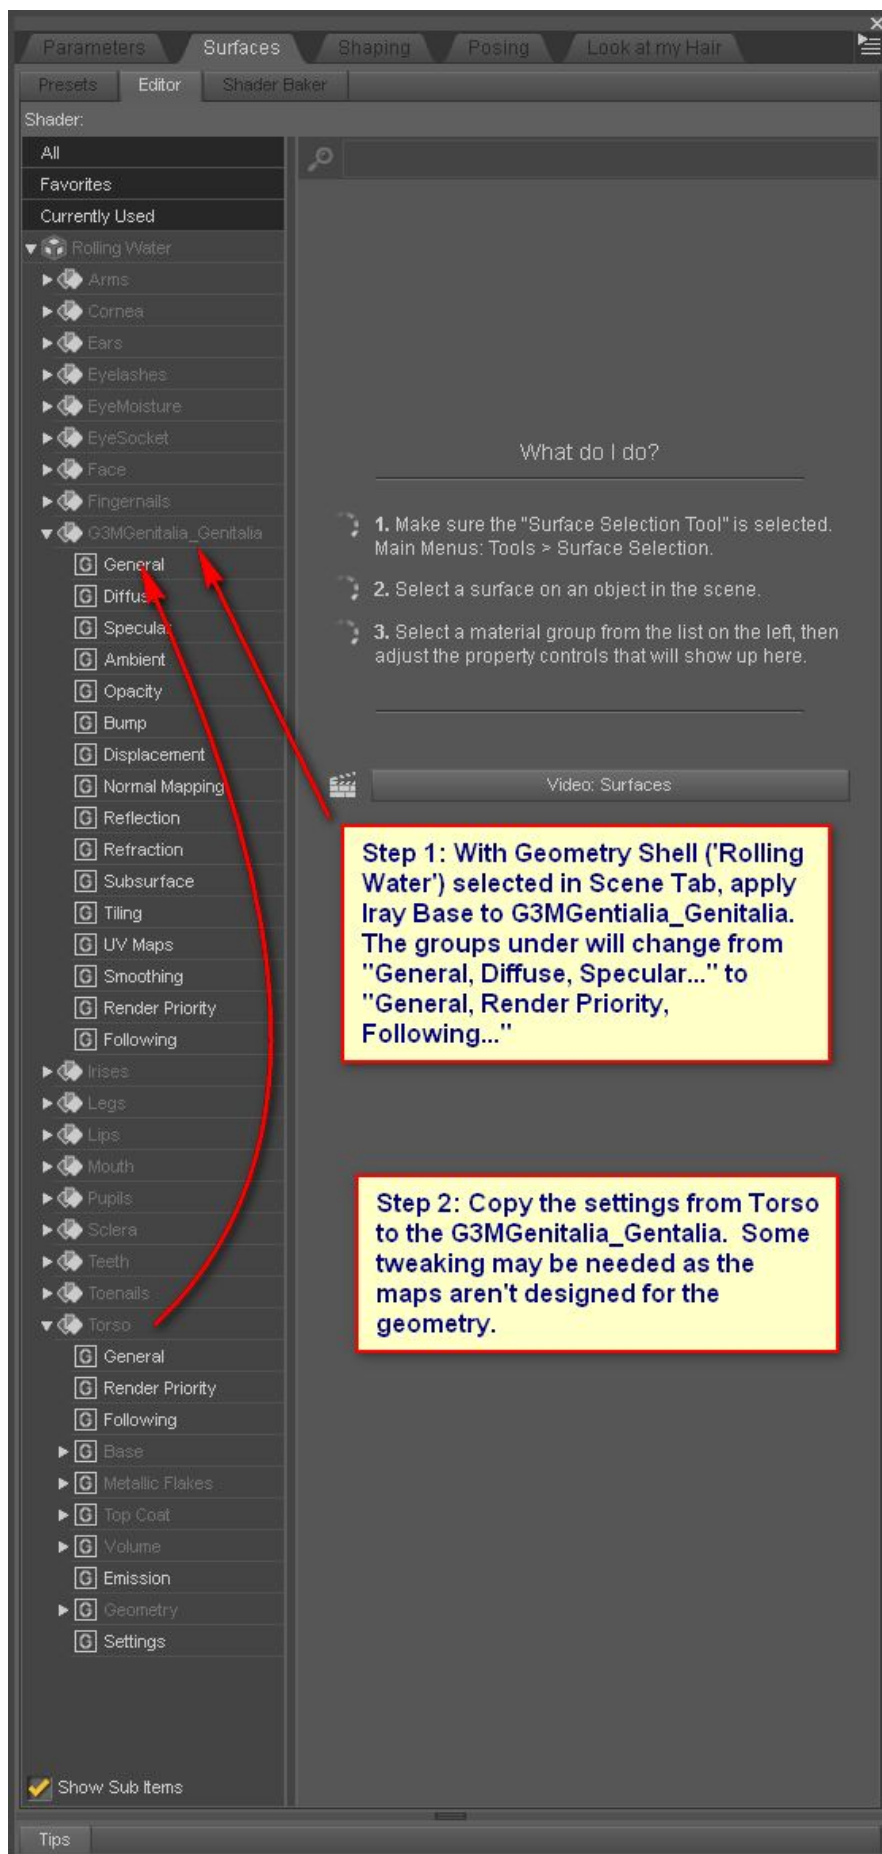 Parameters
Surfaces
Shaping
Posing
Look at my Hair
Presets
Editor
Shader Baker
Shader:
All
Favorites
Currently Used
Rolling Water
Arms
Cornea
Ears
Eyelashes
EyeMoisture
EyeSocket
Face
Fingernails
G3MGenitalia_Genitalia
G General
G Diffus
G Specular
G Ambient
G Opacity
G Bump
G Displacement
G Normal Mapping
G Reflection
G Refraction
G Subsurface
G Tiling
G UV Maps
G Smoothing
G Render Priority
G Following
Irises
Legs
Lips
Mouth
Pupils
Sclera
Teeth
Toenails
Torso
G General
G Render Priority
G Following
G Base
G Metallic Flakes
G Top Coat
G Volume
G Emission
G Geometry
G Settings
Show Sub Items
Tips
What do I do?
1. Make sure the "Surface Selection Tool" is selected.
Main Menus: Tools > Surface Selection.
2. Select a surface on an object in the scene.
3. Select a material group from the list on the left, then
adjust the property controls that will show up here.
Video: Surfaces
Step 1: With Geometry Shell ('Rolling
Water') selected in Scene Tab, apply
Iray Base to G3MGentialia_Genitalia.
The groups under will change from
"General, Diffuse, Specular..." to
"General, Render Priority,
Following..."
Step 2: Copy the settings from Torso
to the G3MGenitalia_Gentalia. Some
tweaking may be needed as the
maps aren't designed for the
geometry.